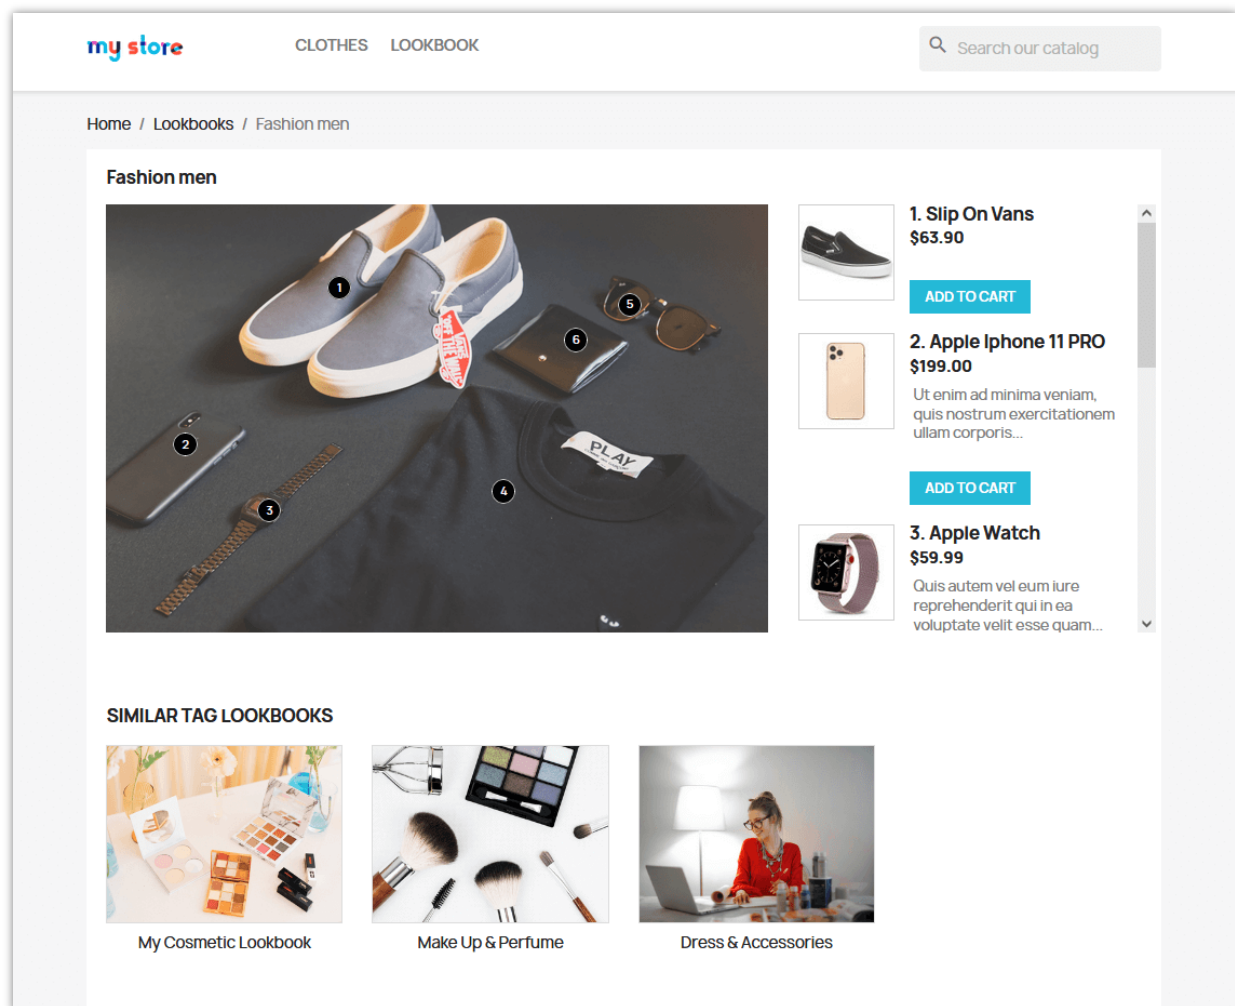 my store
CLOTHES LOOKBOOK
Search our catalog
Home / Lookbooks / Fashion men
Fashion men
1
2
3
4
5
6
PLAY
1. Slip On Vans
$63.90
ADD TO CART
2. Apple Iphone 11 PRO
$199.00
Ut enim ad minima veniam,
quis nostrum exercitationem
ullam corporis...
ADD TO CART
3. Apple Watch
$59.99
Quis autem vel eum iure
reprehenderit qui in ea
voluptate velit esse quam...
SIMILAR TAG LOOKBOOKS
My Cosmetic Lookbook
Make Up & Perfume
Dress & Accessories